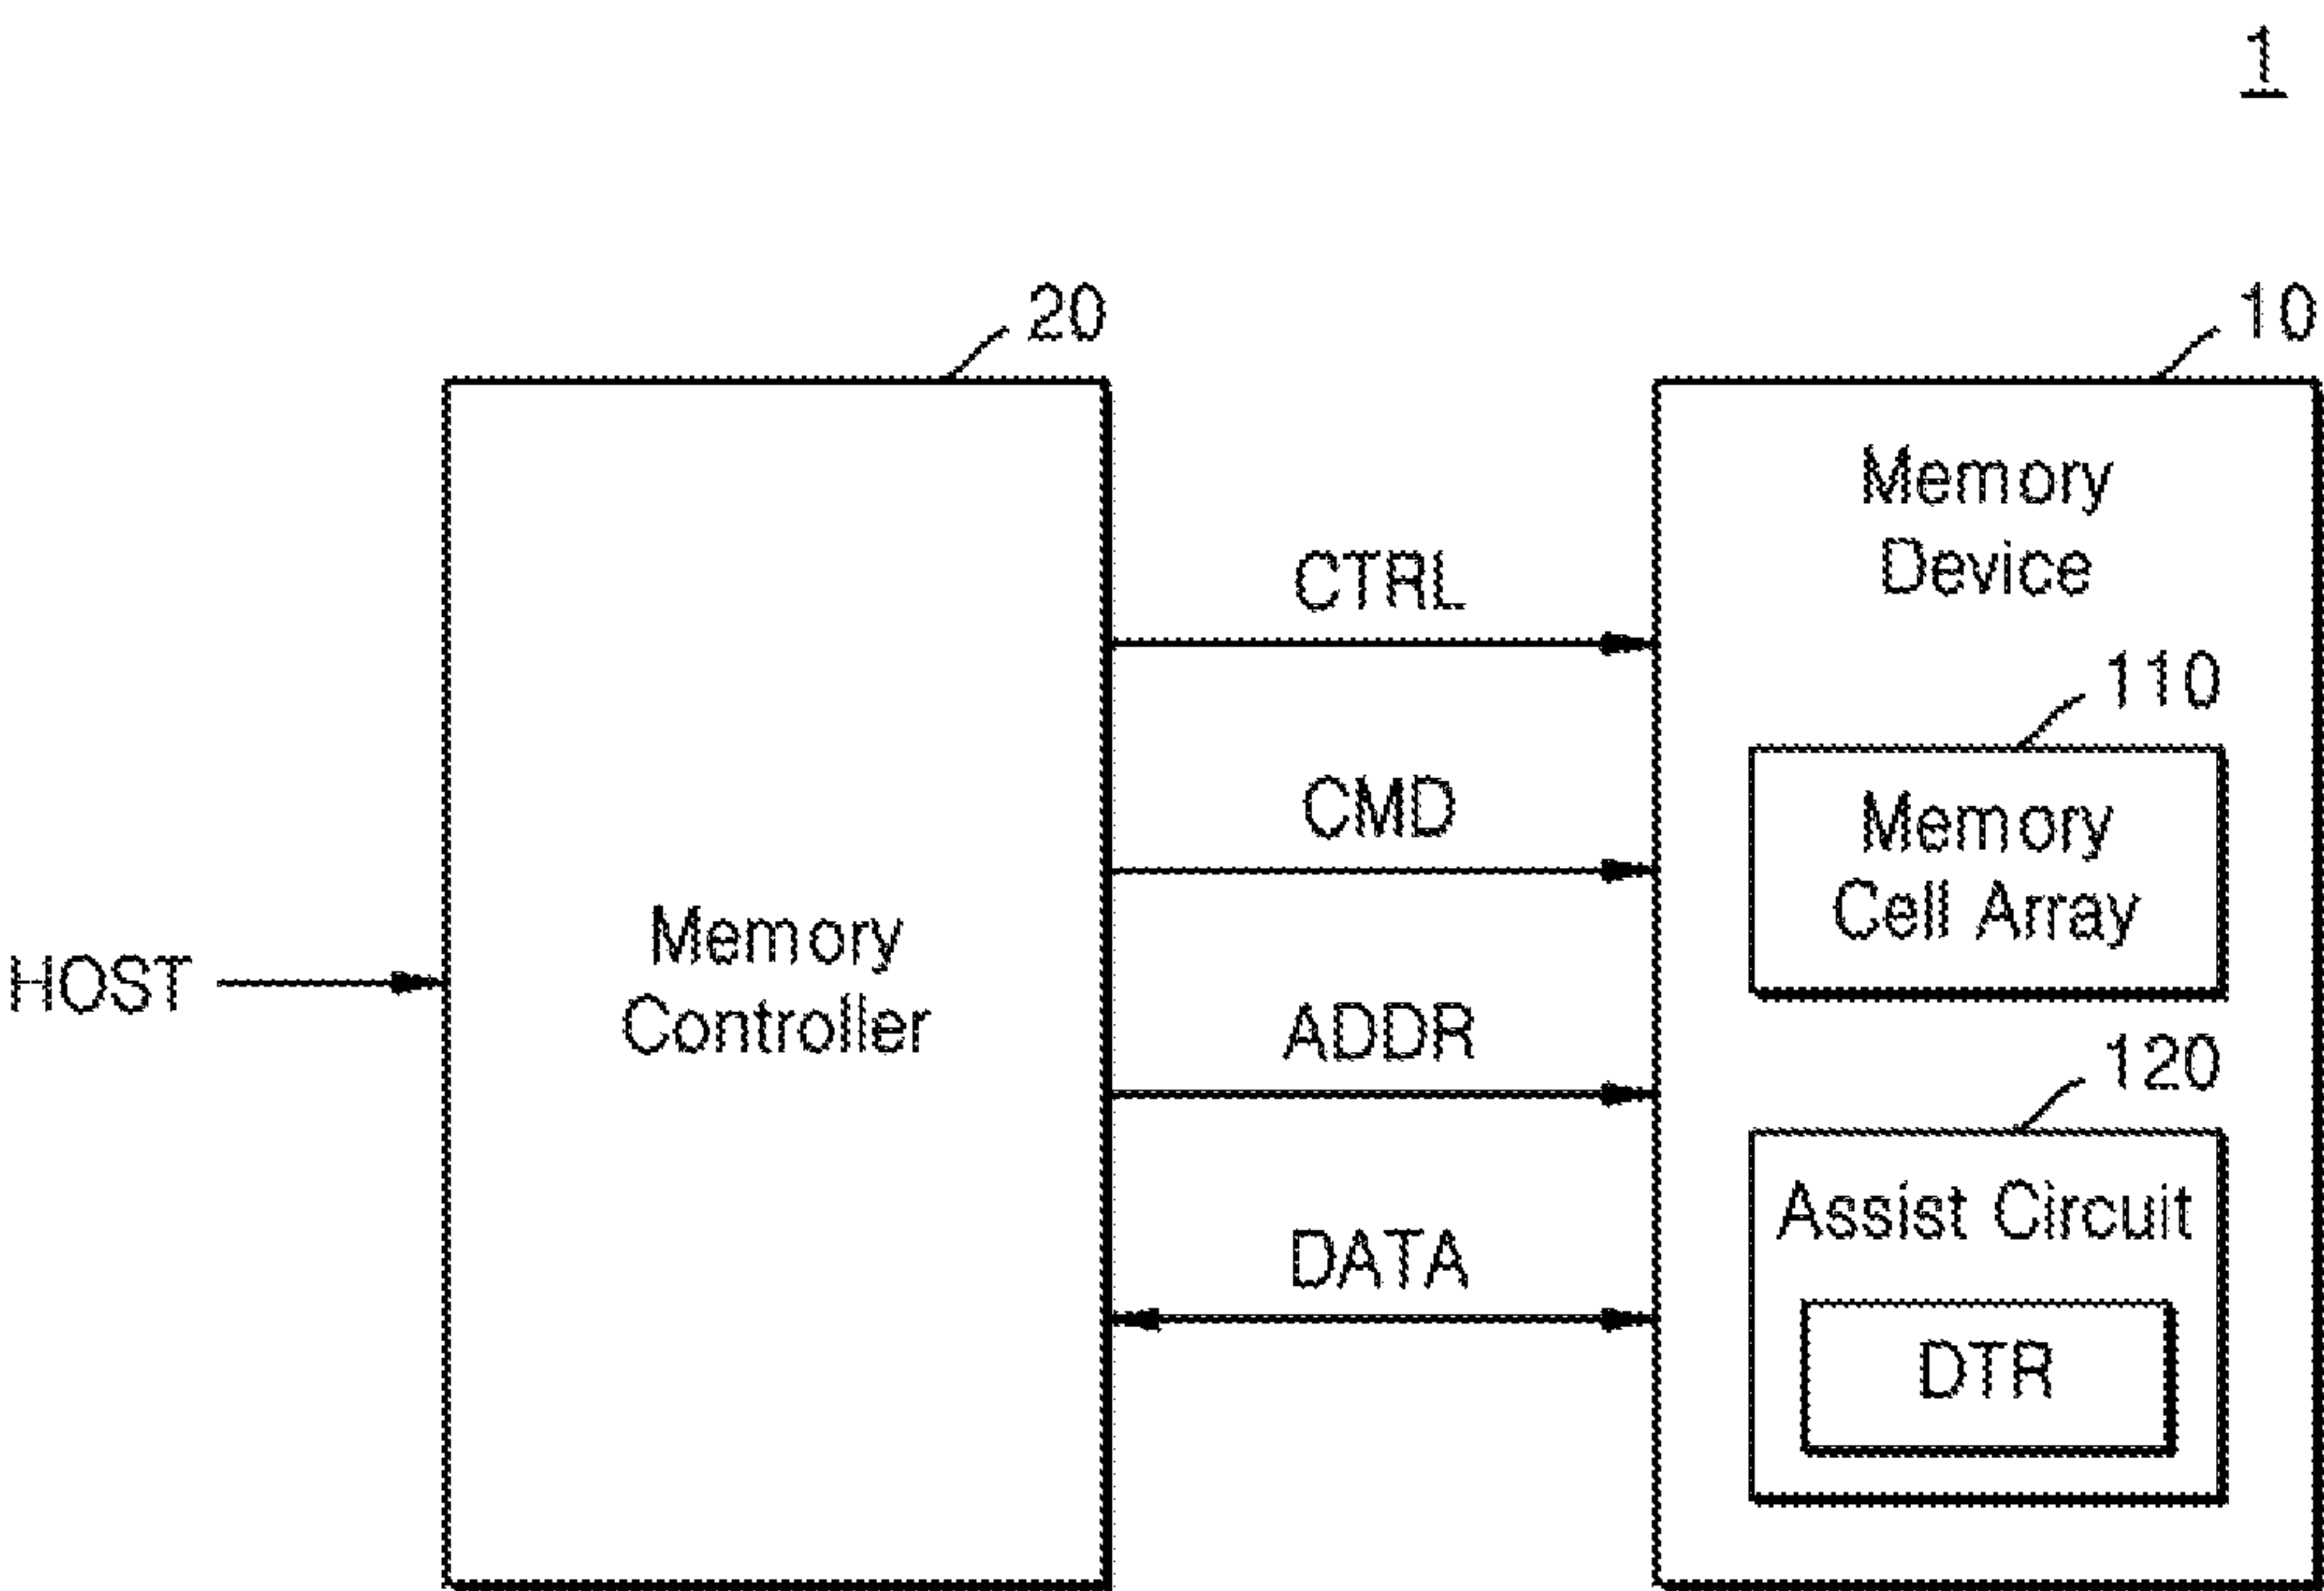 1
20
10
Memory
Device
CTRL
110
CMD
Memory
Cell Array
Memory
Controller
HOST
ADDR
120
Assist Circuit
DATA
DTR